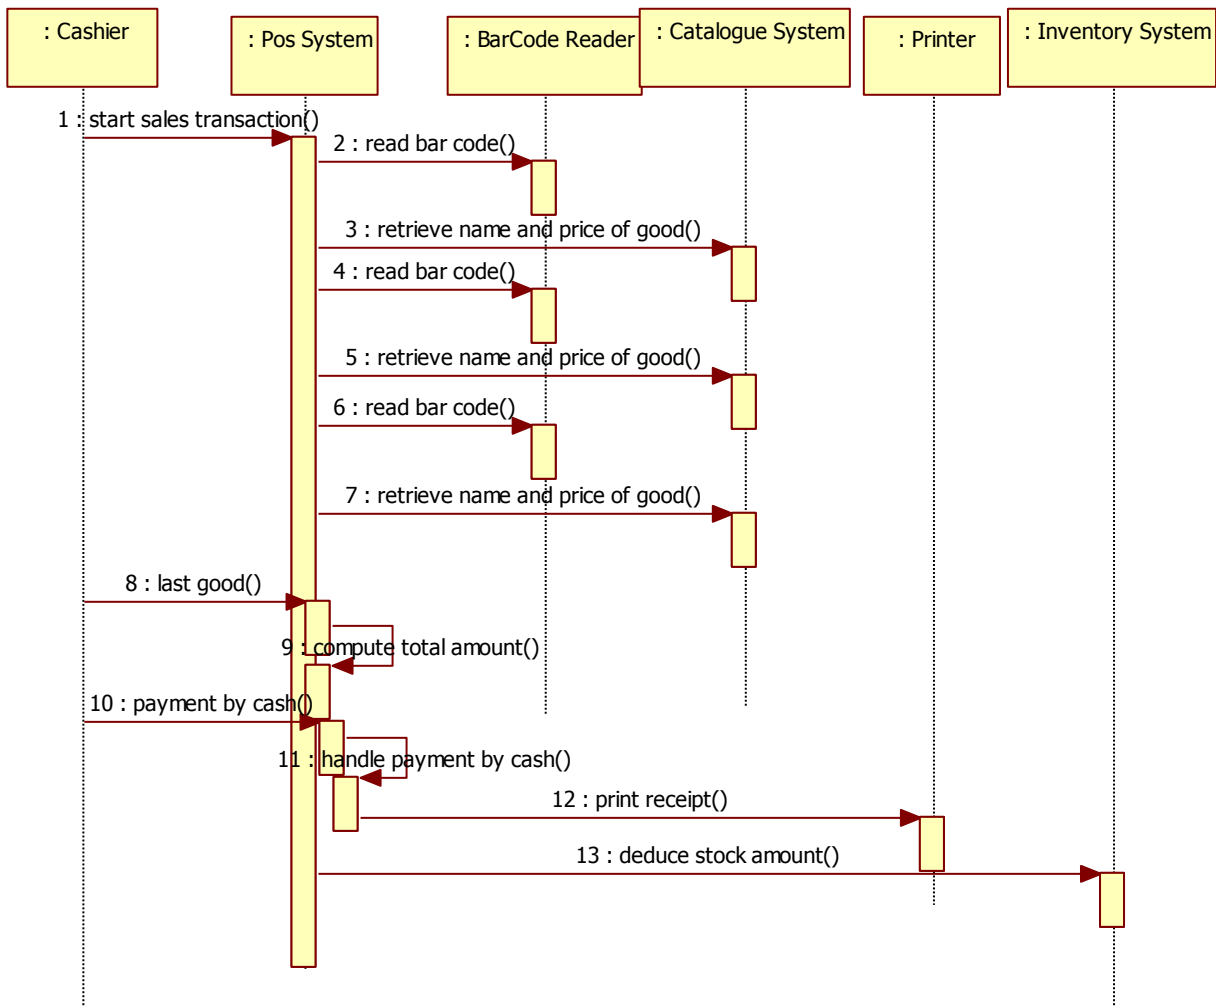 : Cashier
: Pos System
: BarCode Reader
: Catalogue System
: Printer
: Inventory System
1 : start sales transaction()
2 : read bar code()
3 : retrieve name and price of good()
4 : read bar code()
5 : retrieve name and price of good()
6 : read bar code()
7 : retrieve name and price of good()
8 : last good()
9 : compute total amount()
10 : payment by cash()
11 : handle payment by cash()
12 : print receipt()
13 : deduce stock amount()